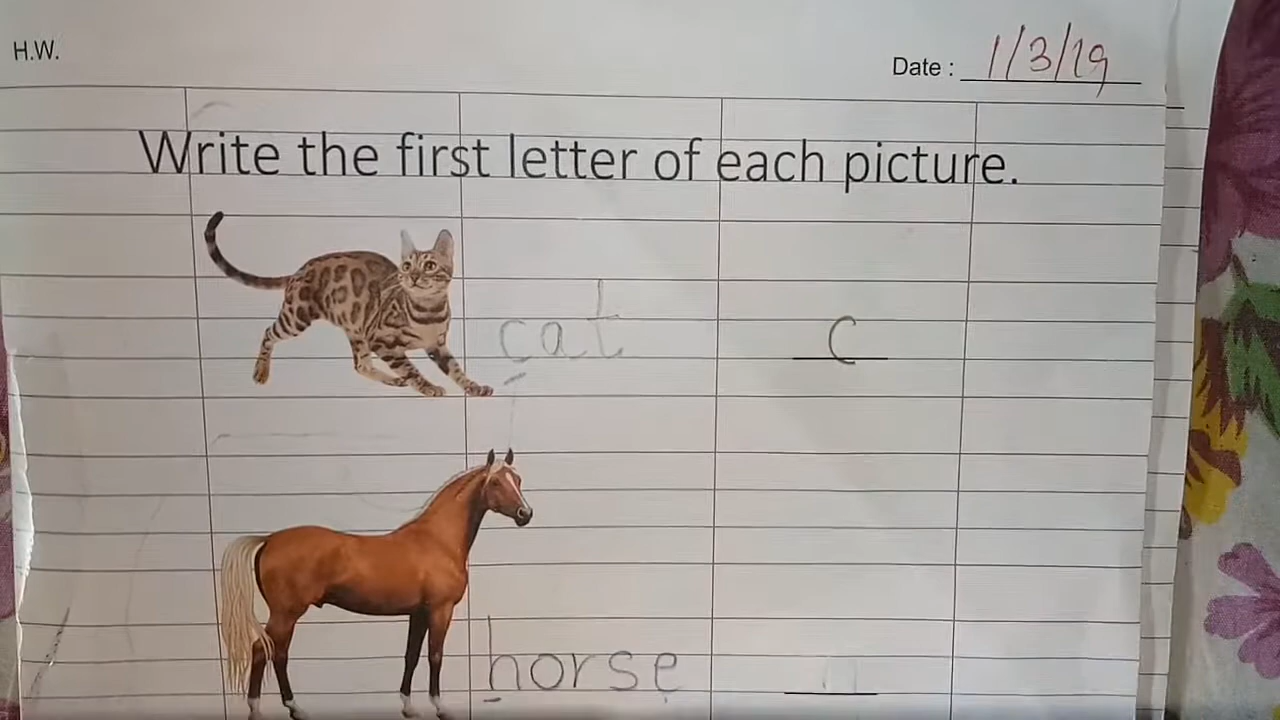 H.W.
Date : 1/3/19
Write the first letter of each picture.
cat c
horse